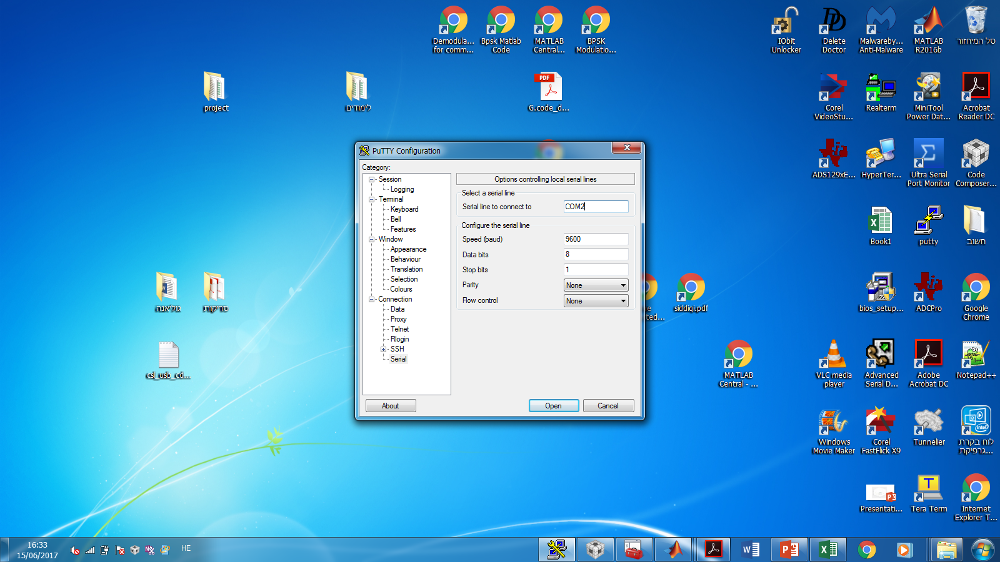 Demodula...
for comm...
Bpsk Matlab
Code
MATLAB
Central...
BPSK
Modulatio...
IObit
Unlocker
Delete
Doctor
Malwareby...
Anti-Malware
MATLAB
R2016b
סל המיחזור
project
לימודים
PDF
G.code_d...
Corel
VideoStu...
Realterm
MiniTool
Power Dat...
Acrobat
Reader DC
PuTTY Configuration
Category:
Session
Logging
Terminal
Keyboard
Bell
Features
Window
Appearance
Behaviour
Translation
Selection
Colours
Connection
Data
Proxy
Telnet
Rlogin
SSH
Serial
Options controlling local serial lines
Select a serial line
Serial line to connect to
COM2
Configure the serial line
Speed (baud)
9600
Data bits
8
Stop bits
1
Parity
None
Flow control
None
About
Open
Cancel
ADS129xE...
HyperTer...
Ultra Serial
Port Monitor
Code
Composer...
Book1
putty
חשוב
גוליאנה
סריקות
ge
ted...
siddiqi.pdf
bios_setup...
ADCPro
Google
Chrome
csl_usb_cd...
MATLAB
Central - ...
VLC media
player
Advanced
Serial D...
Adobe
Acrobat DC
Notepad++
Windows
Movie Maker
Corel
FastFlick X9
Tunnelier
לוח בקרת
גרפיקת...
Presentati...
Tera Term
Internet
Explorer T...
16:33
15/06/2017
HE